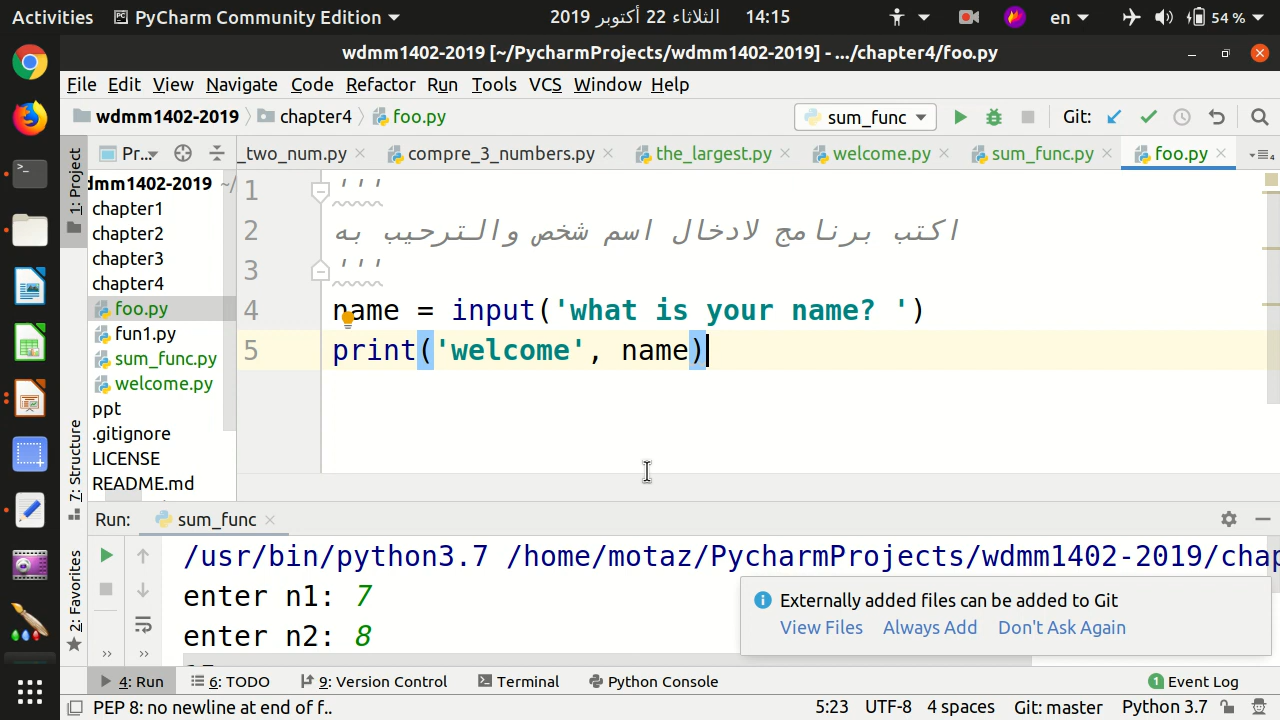 Activities PyCharm Community Edition الثلاثاء 22 أكتوبر 2019 14:15 en 54 %
wdmm1402-2019 [~/PycharmProjects/wdmm1402-2019] - .../chapter4/foo.py
File Edit View Navigate Code Refactor Run Tools VCS Window Help
wdmm1402-2019 chapter4 foo.py sum_func Git:
1: Project Pr... _two_num.py compre_3_numbers.py the_largest.py welcome.py sum_func.py foo.py
dmm1402-2019 ~/
chapter1
chapter2
chapter3
chapter4
foo.py
fun1.py
sum_func.py
welcome.py
ppt
.gitignore
LICENSE
README.md
1 '''
2 اكتب برنامج لادخال اسم شخص والترحيب به
3 '''
4 name = input('what is your name? ')
5 print('welcome', name)
7: Structure
2: Favorites
Run: sum_func
/usr/bin/python3.7 /home/motaz/PycharmProjects/wdmm1402-2019/chap
enter n1: 7
enter n2: 8
Externally added files can be added to Git
View Files Always Add Don't Ask Again
4: Run 6: TODO 9: Version Control Terminal Python Console 1 Event Log
PEP 8: no newline at end of f.. 5:23 UTF-8 4 spaces Git: master Python 3.7